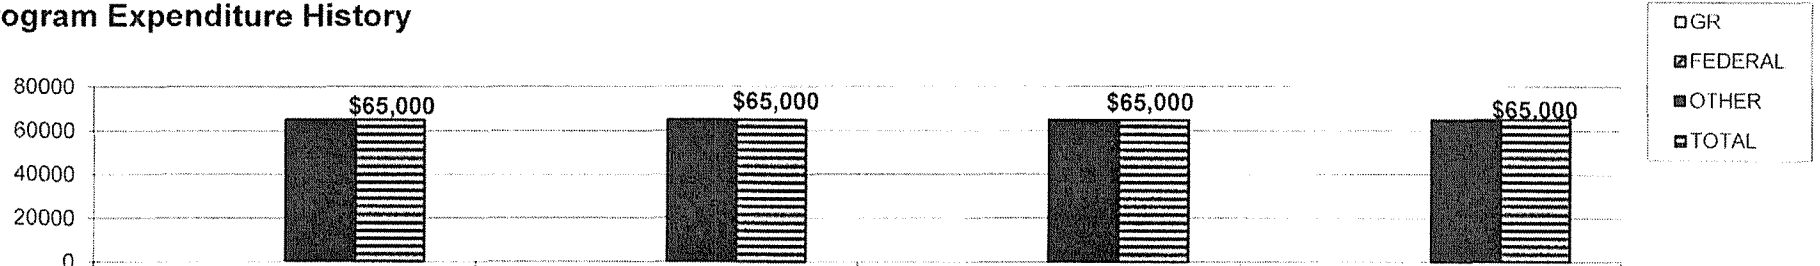 ogram Expenditure History
GR
FEDERAL
OTHER
TOTAL
80000
60000
40000
20000
0
$65,000
$65,000
$65,000
$65,000